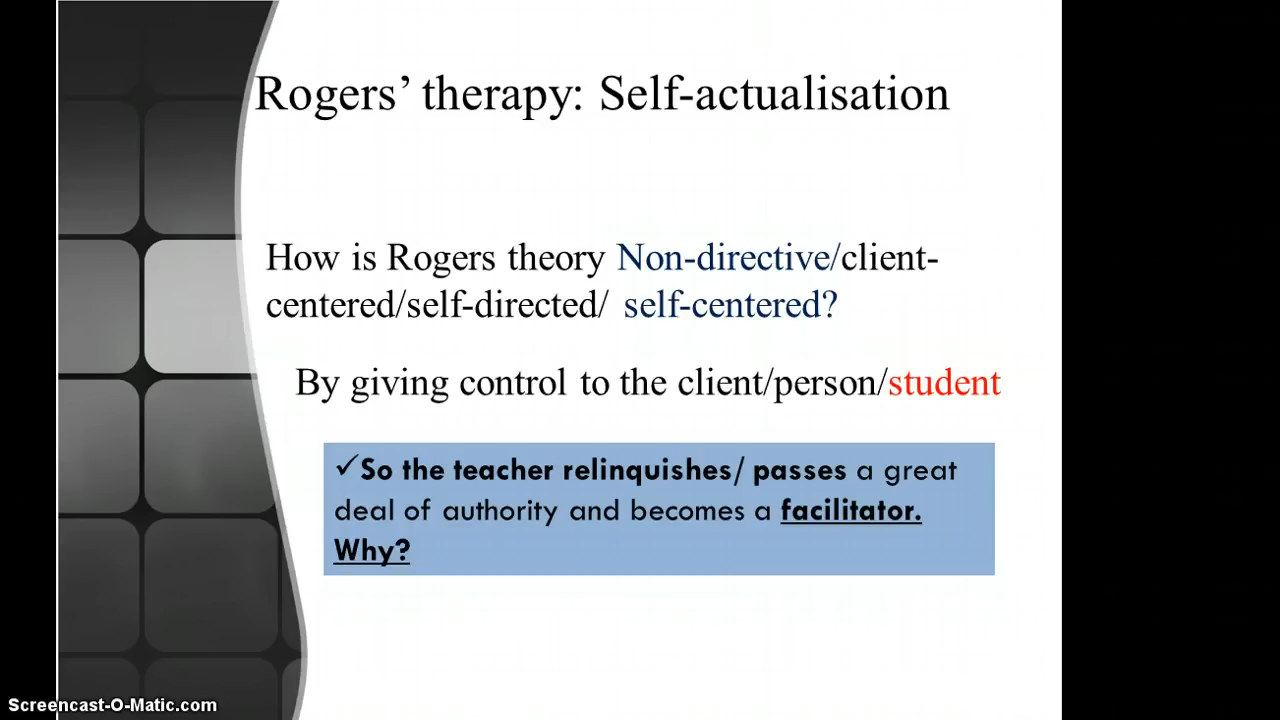 Rogers’ therapy: Self-actualisation
How is Rogers theory Non-directive/client-
centered/self-directed/ self-centered?
By giving control to the client/person/student
✓So the teacher relinquishes/ passes a great
deal of authority and becomes a facilitator.
Why?
Screencast-O-Matic.com